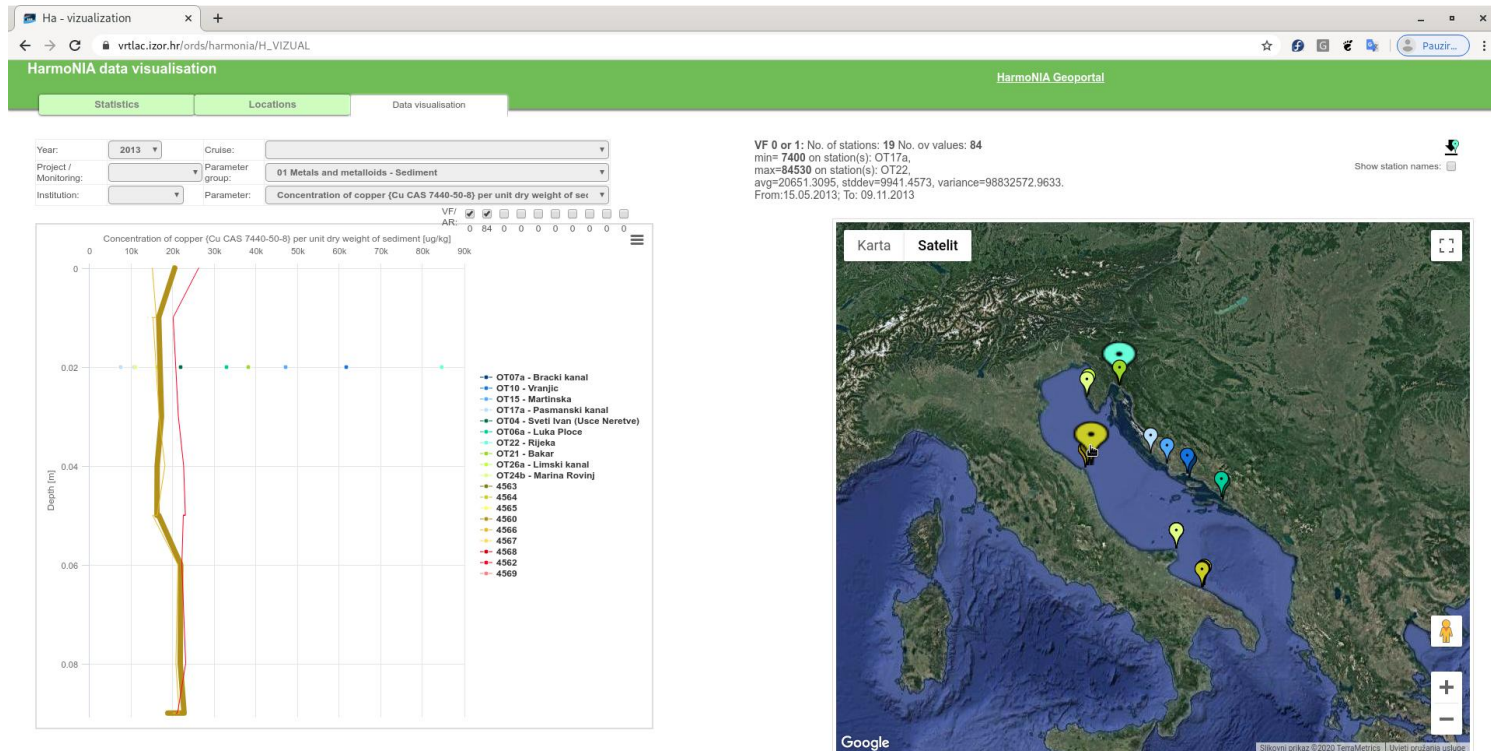 Ha - vizualization
vrtlac.izor.hr/ords/harmonia/H_VIZUAL
Pauzir...
HarmoNIA data visualisation
HarmoNIA Geoportal
Statistics
Locations
Data visualisation
Year: 2013 Cruise:
Project / Monitoring: Parameter group: 01 Metals and metalloids - Sediment
Institution: Parameter: Concentration of copper {Cu CAS 7440-50-8} per unit dry weight of
VF/ AR:
0 84 0 0 0 0 0 0 0 0
VF 0 or 1: No. of stations: 19 No. ov values: 84
min= 7400 on station(s): OT17a,
max=84530 on station(s): OT22,
avg=20651.3095, stddev=9941.4573, variance=98832572.9633.
From:15.05.2013; To: 09.11.2013
Show station names:
Concentration of copper {Cu CAS 7440-50-8} per unit dry weight of sediment [ug/kg]
0 10k 20k 30k 40k 50k 60k 70k 80k 90k
0
0.02
0.04
0.06
0.08
Depth [m]
OT07a - Bracki kanal
OT10 - Vranjic
OT15 - Martinska
OT17a - Pasmanski kanal
OT04 - Sveti Ivan (Usce Neretve)
OT06a - Luka Ploce
OT22 - Rijeka
OT21 - Bakar
OT26a - Limski kanal
OT24b - Marina Rovinj
4563
4564
4565
4560
4566
4567
4568
4562
4569
Karta
Satelit
Google
Slikovni prikaz ©2020 TerraMetrics
Uvjeti pružanja usluge